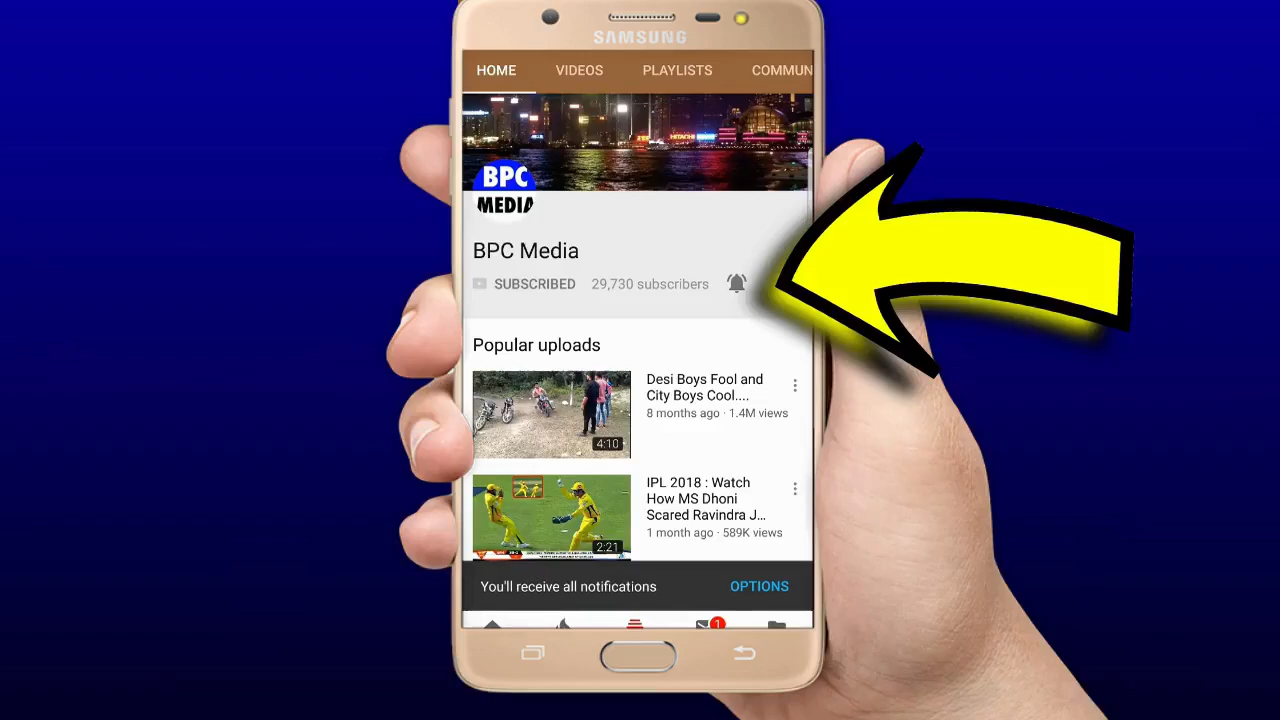 SAMSUNG
HOME VIDEOS PLAYLISTS COMMUN
HITACHI
BPC
MEDIA
BPC Media
SUBSCRIBED 29,730 subscribers
Popular uploads
Desi Boys Fool and
City Boys Cool....
8 months ago · 1.4M views
4:10
IPL 2018 : Watch
How MS Dhoni
Scared Ravindra J...
1 month ago · 589K views
2:21
You'll receive all notifications OPTIONS
1